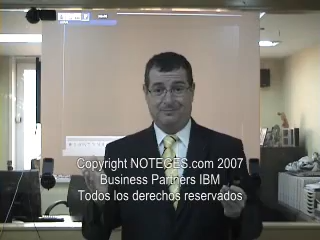 Copyright NOTEGES.com 2007
Business Partners IBM
Todos los derechos reservados